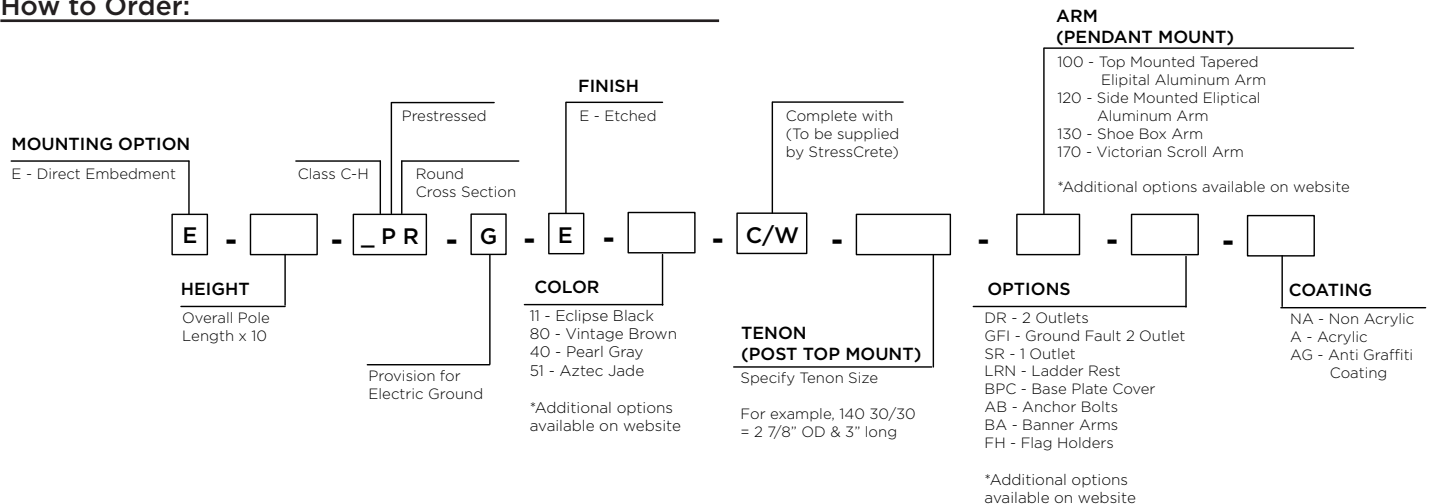 How to Order:
ARM
(PENDANT MOUNT)
100 - Top Mounted Tapered
Elipital Aluminum Arm
120 - Side Mounted Eliptical
Aluminum Arm
130 - Shoe Box Arm
170 - Victorian Scroll Arm
*Additional options available on website
FINISH
E - Etched
Complete with
(To be supplied
by StressCrete)
Prestressed
MOUNTING OPTION
E - Direct Embedment
Class C-H
Round
Cross Section
E - - _ P R - G - E - - C/W - - - -
HEIGHT
Overall Pole
Length x 10
Provision for
Electric Ground
COLOR
11 - Eclipse Black
80 - Vintage Brown
40 - Pearl Gray
51 - Aztec Jade
*Additional options
available on website
TENON
(POST TOP MOUNT)
Specify Tenon Size
For example, 140 30/30
= 2 7/8” OD & 3” long
OPTIONS
DR - 2 Outlets
GFI - Ground Fault 2 Outlet
SR - 1 Outlet
LRN - Ladder Rest
BPC - Base Plate Cover
AB - Anchor Bolts
BA - Banner Arms
FH - Flag Holders
*Additional options
available on website
COATING
NA - Non Acrylic
A - Acrylic
AG - Anti Graffiti
Coating